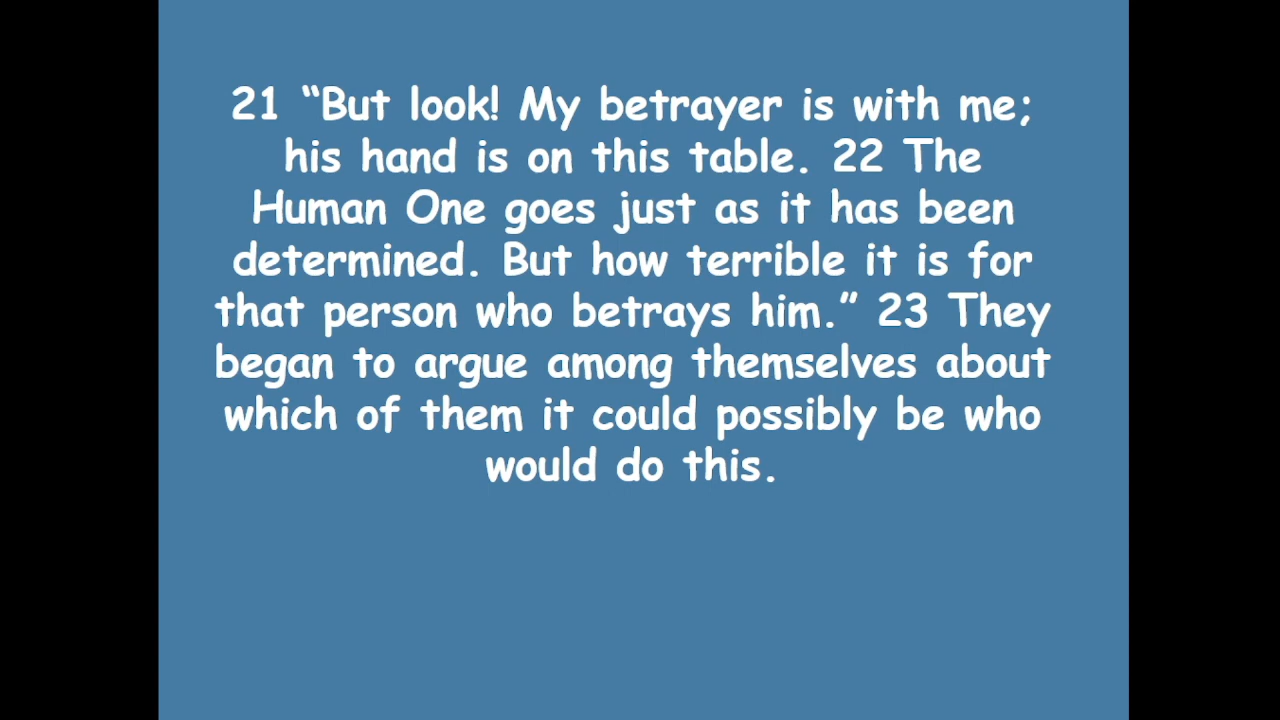 21 “But look! My betrayer is with me;
his hand is on this table. 22 The
Human One goes just as it has been
determined. But how terrible it is for
that person who betrays him.” 23 They
began to argue among themselves about
which of them it could possibly be who
would do this.